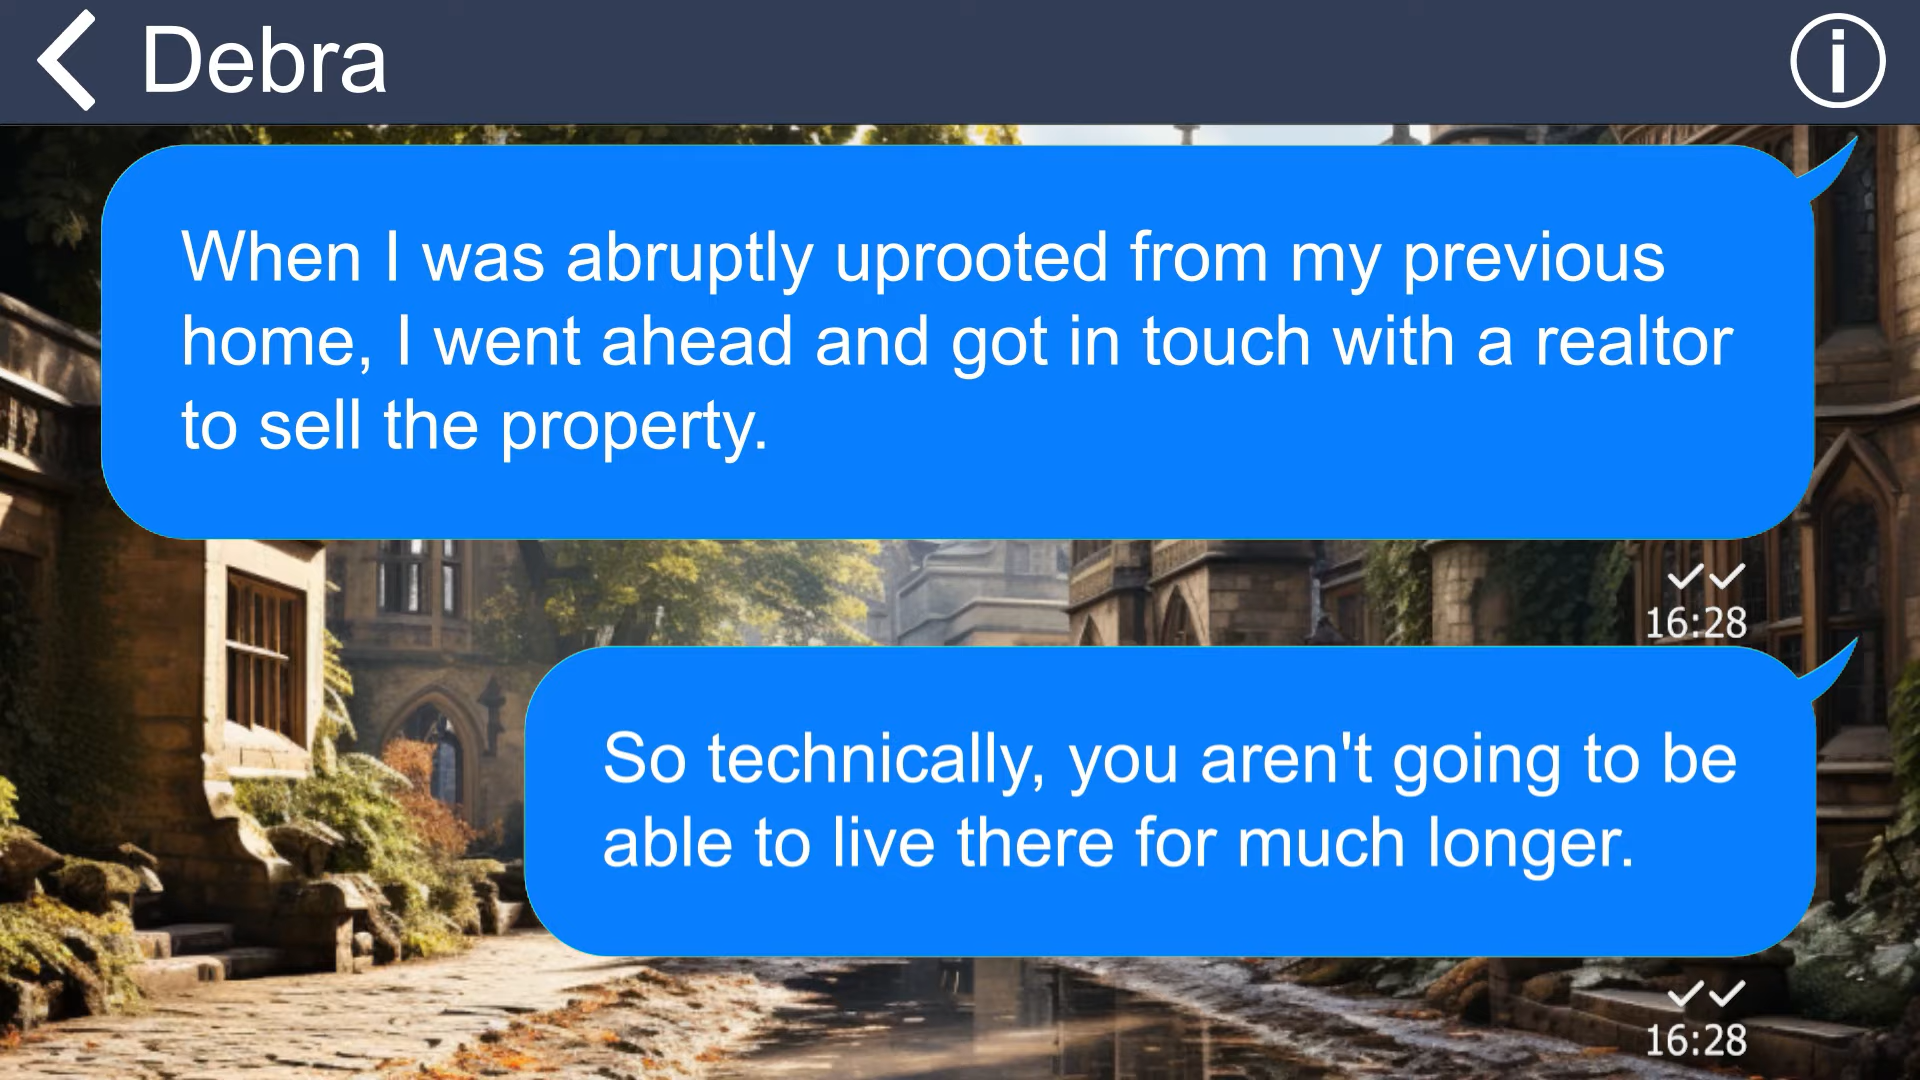 Debra
When I was abruptly uprooted from my previous
home, I went ahead and got in touch with a realtor
to sell the property.
16:28
So technically, you aren't going to be
able to live there for much longer.
16:28